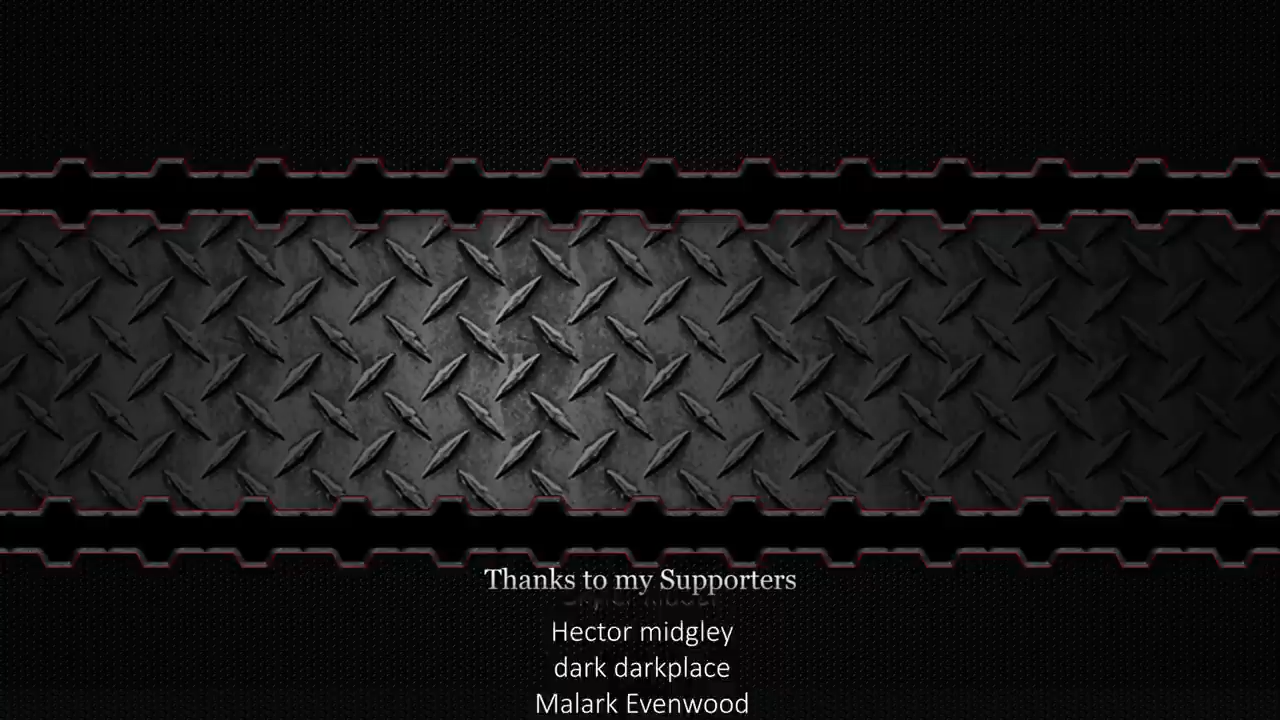 Thanks to my Supporters
Hector midgley
dark darkplace
Malark Evenwood